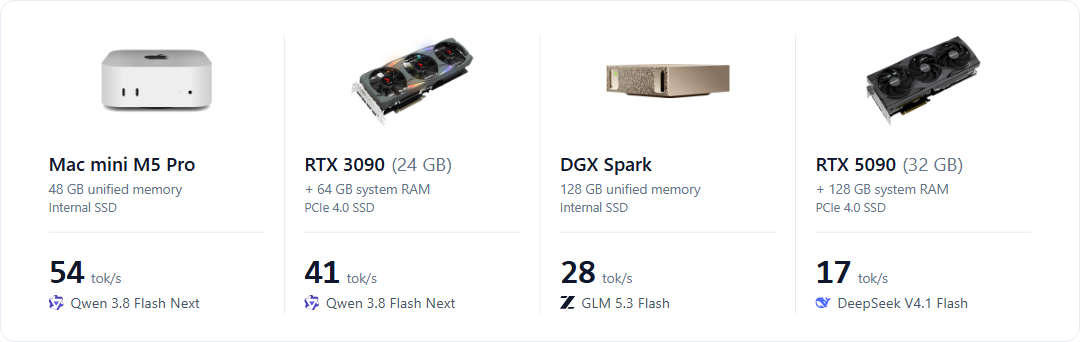 Mac mini M5 Pro
48 GB unified memory
Internal SSD
54 tok/s
Qwen 3.8 Flash Next
RTX 3090 (24 GB)
+ 64 GB system RAM
PCIe 4.0 SSD
41 tok/s
Qwen 3.8 Flash Next
DGX Spark
128 GB unified memory
Internal SSD
28 tok/s
GLM 5.3 Flash
RTX 5090 (32 GB)
+ 128 GB system RAM
PCIe 4.0 SSD
17 tok/s
DeepSeek V4.1 Flash